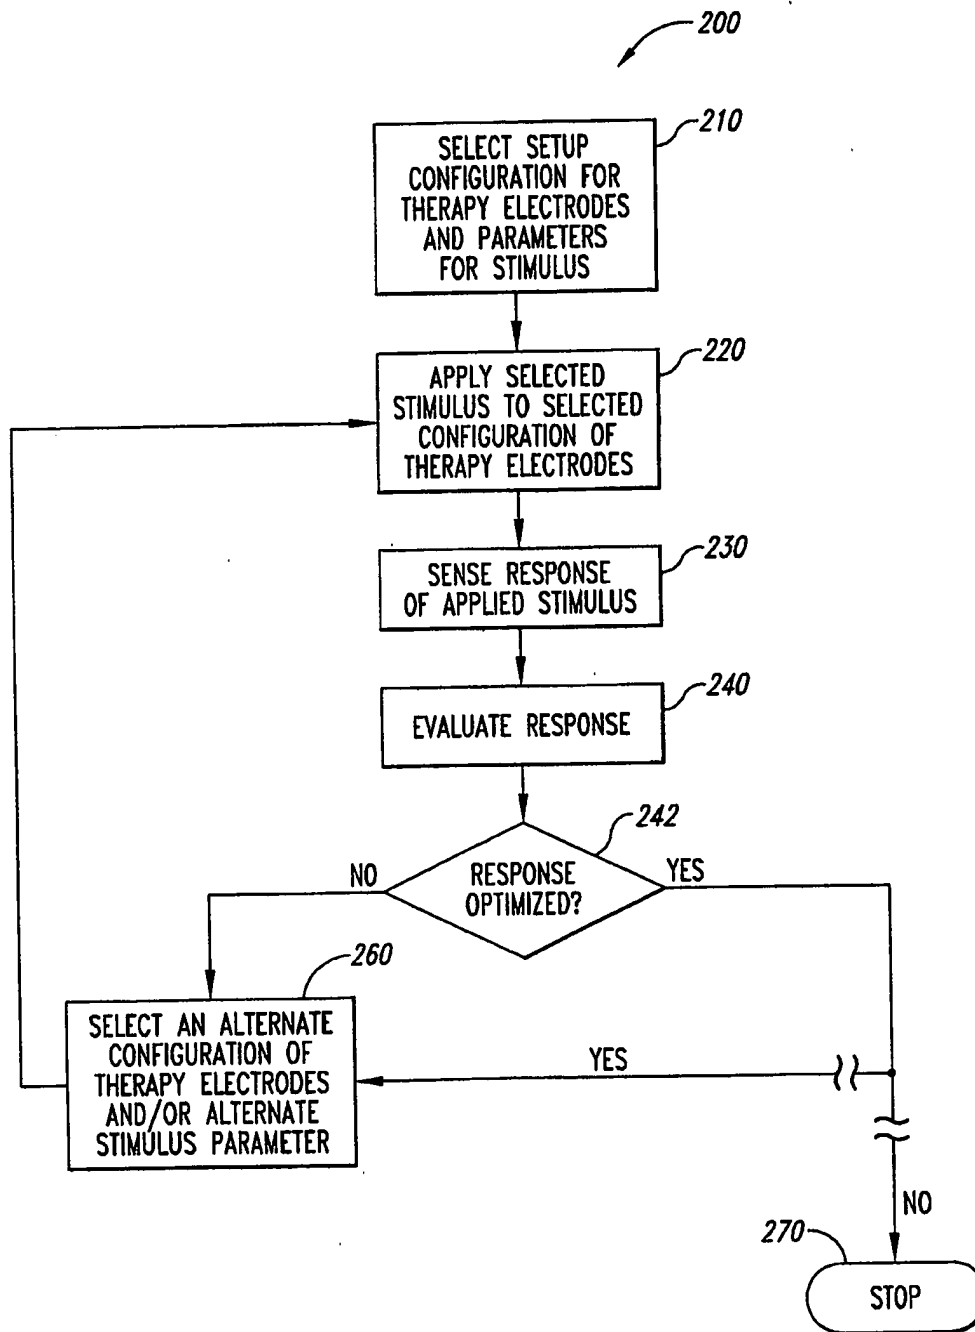 200
210
SELECT SETUP
CONFIGURATION FOR
THERAPY ELECTRODES
AND PARAMETERS
FOR STIMULUS
220
APPLY SELECTED
STIMULUS TO SELECTED
CONFIGURATION OF
THERAPY ELECTRODES
230
SENSE RESPONSE
OF APPLIED STIMULUS
240
EVALUATE RESPONSE
242
NO
RESPONSE
OPTIMIZED?
YES
260
SELECT AN ALTERNATE
CONFIGURATION OF
THERAPY ELECTRODES
AND/OR ALTERNATE
STIMULUS PARAMETER
YES
NO
270
STOP